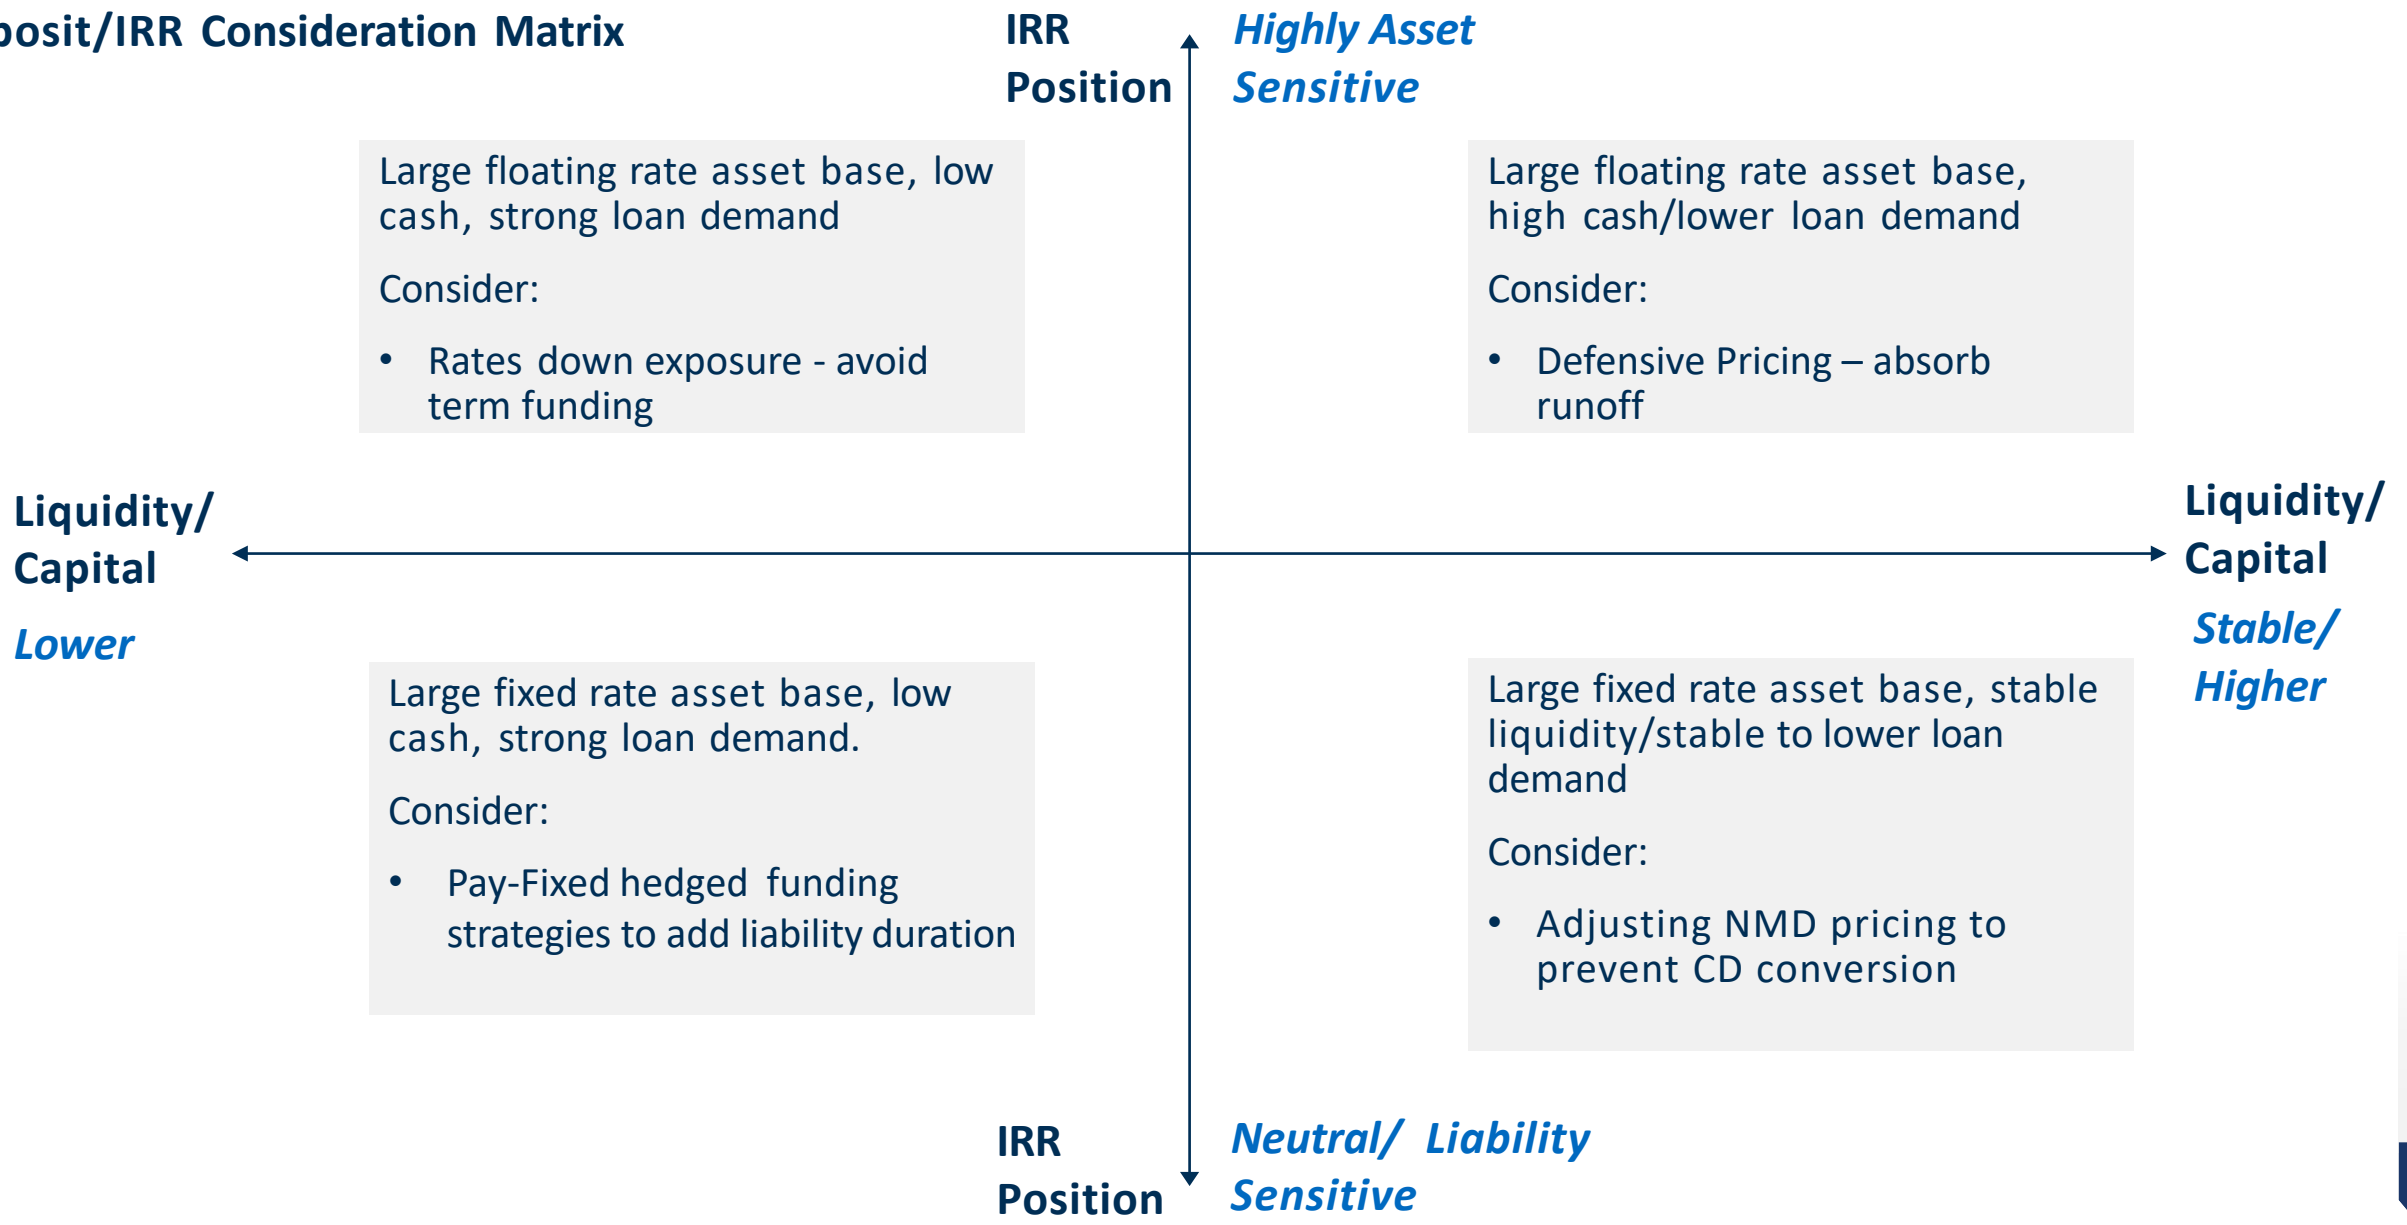 posit/IRR Consideration Matrix
IRR
Position
Highly Asset
Sensitive
Large floating rate asset base, low
cash, strong loan demand
Consider:
• Rates down exposure - avoid
term funding
Large floating rate asset base,
high cash/lower loan demand
Consider:
• Defensive Pricing – absorb
runoff
Liquidity/
Capital
Lower
Liquidity/
Capital
Stable/
Higher
Large fixed rate asset base, low
cash, strong loan demand.
Consider:
• Pay-Fixed hedged funding
strategies to add liability duration
Large fixed rate asset base, stable
liquidity/stable to lower loan
demand
Consider:
• Adjusting NMD pricing to
prevent CD conversion
IRR
Position
Neutral/ Liability
Sensitive